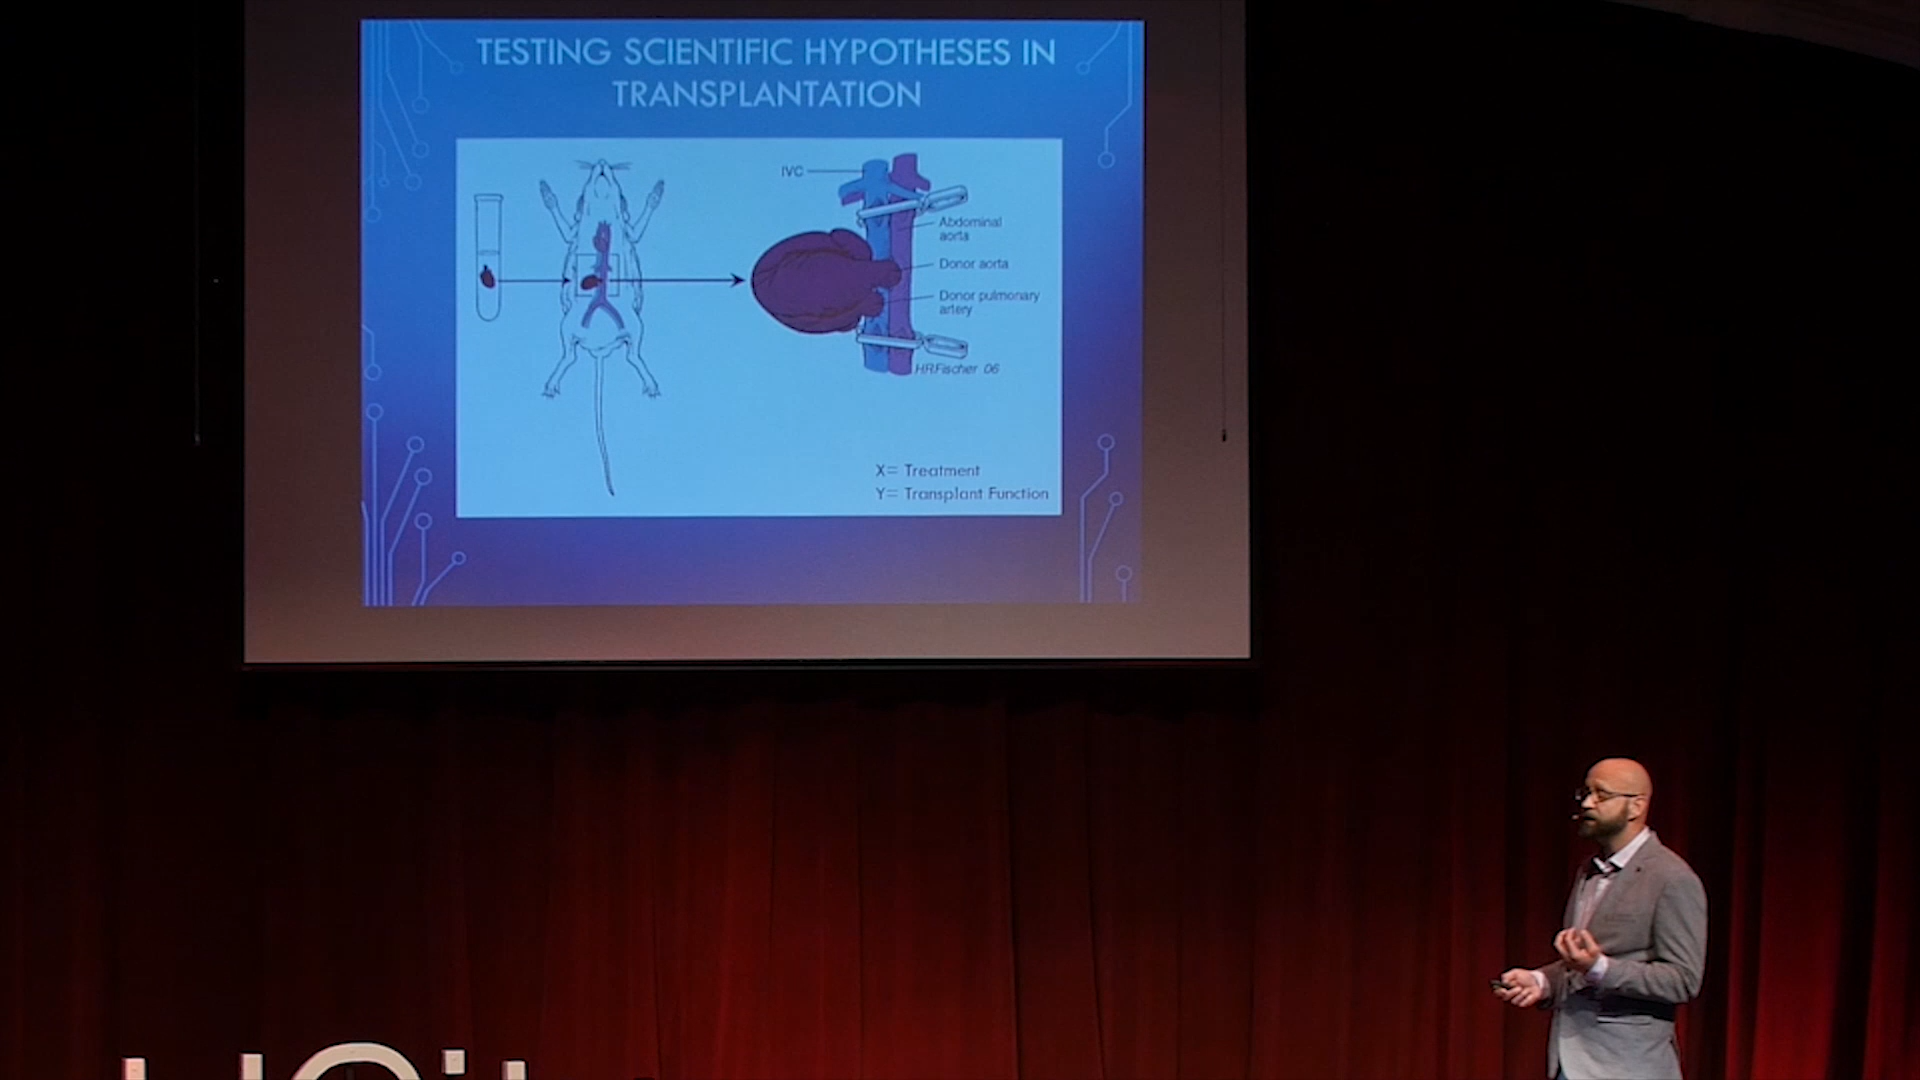 TESTING SCIENTIFIC HYPOTHESES IN
TRANSPLANTATION
IVC
Abdominal
aorta
Donor aorta
Donor pulmonary
artery
HRFischer 06
X= Treatment
Y= Transplant Function